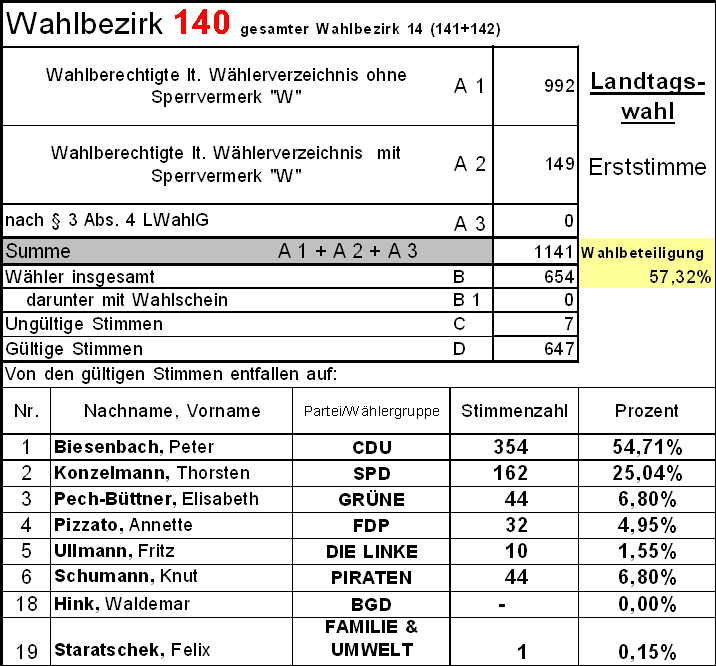 Wahlbezirk 140 gesamter Wahlbezirk 14 (141+142)
Wahlberechtigte lt. Wählerverzeichnis ohne
Sperrvermerk "W" A 1 992
Landtags-
wahl
Wahlberechtigte lt. Wählerverzeichnis mit
Sperrvermerk "W" A 2 149
Erststimme
nach § 3 Abs. 4 LWahlG A 3 0
Summe A 1 + A 2 + A 3 1141 Wahlbeteiligung
Wähler insgesamt B 654 57,32%
darunter mit Wahlschein B 1 0
Ungültige Stimmen C 7
Gültige Stimmen D 647
Von den gültigen Stimmen entfallen auf:
Nr. Nachname, Vorname Partei/Wählergruppe Stimmenzahl Prozent
1 Biesenbach, Peter CDU 354 54,71%
2 Konzelmann, Thorsten SPD 162 25,04%
3 Pech-Büttner, Elisabeth GRÜNE 44 6,80%
4 Pizzato, Annette FDP 32 4,95%
5 Ullmann, Fritz DIE LINKE 10 1,55%
6 Schumann, Knut PIRATEN 44 6,80%
18 Hink, Waldemar BGD - 0,00%
FAMILIE &
19 Staratschek, Felix UMWELT 1 0,15%